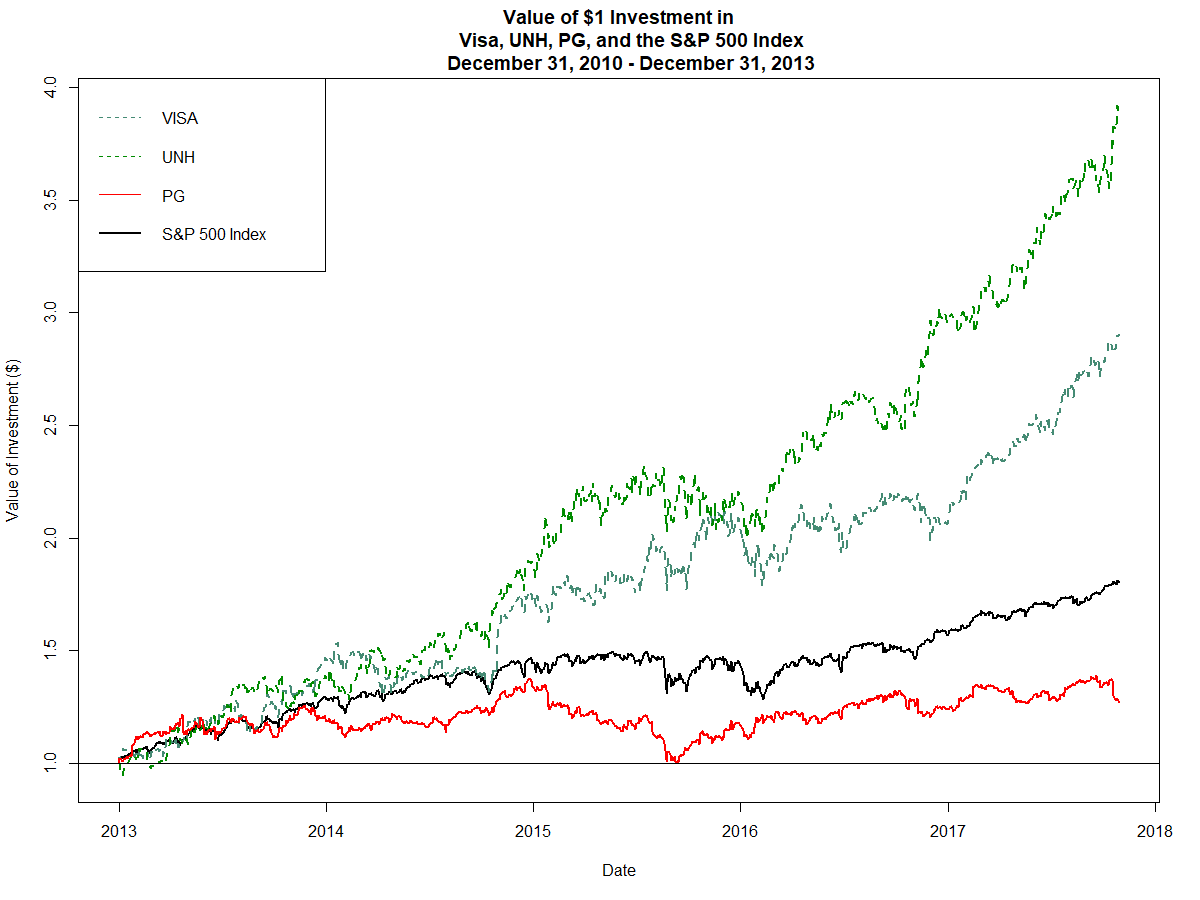 Value of $1 Investment in
Visa, UNH, PG, and the S&P 500 Index
December 31, 2010 - December 31, 2013
VISA
UNH
PG
S&P 500 Index
Value of Investment ($)
4.0
3.5
3.0
2.5
2.0
1.5
1.0
2013 2014 2015 2016 2017 2018
Date